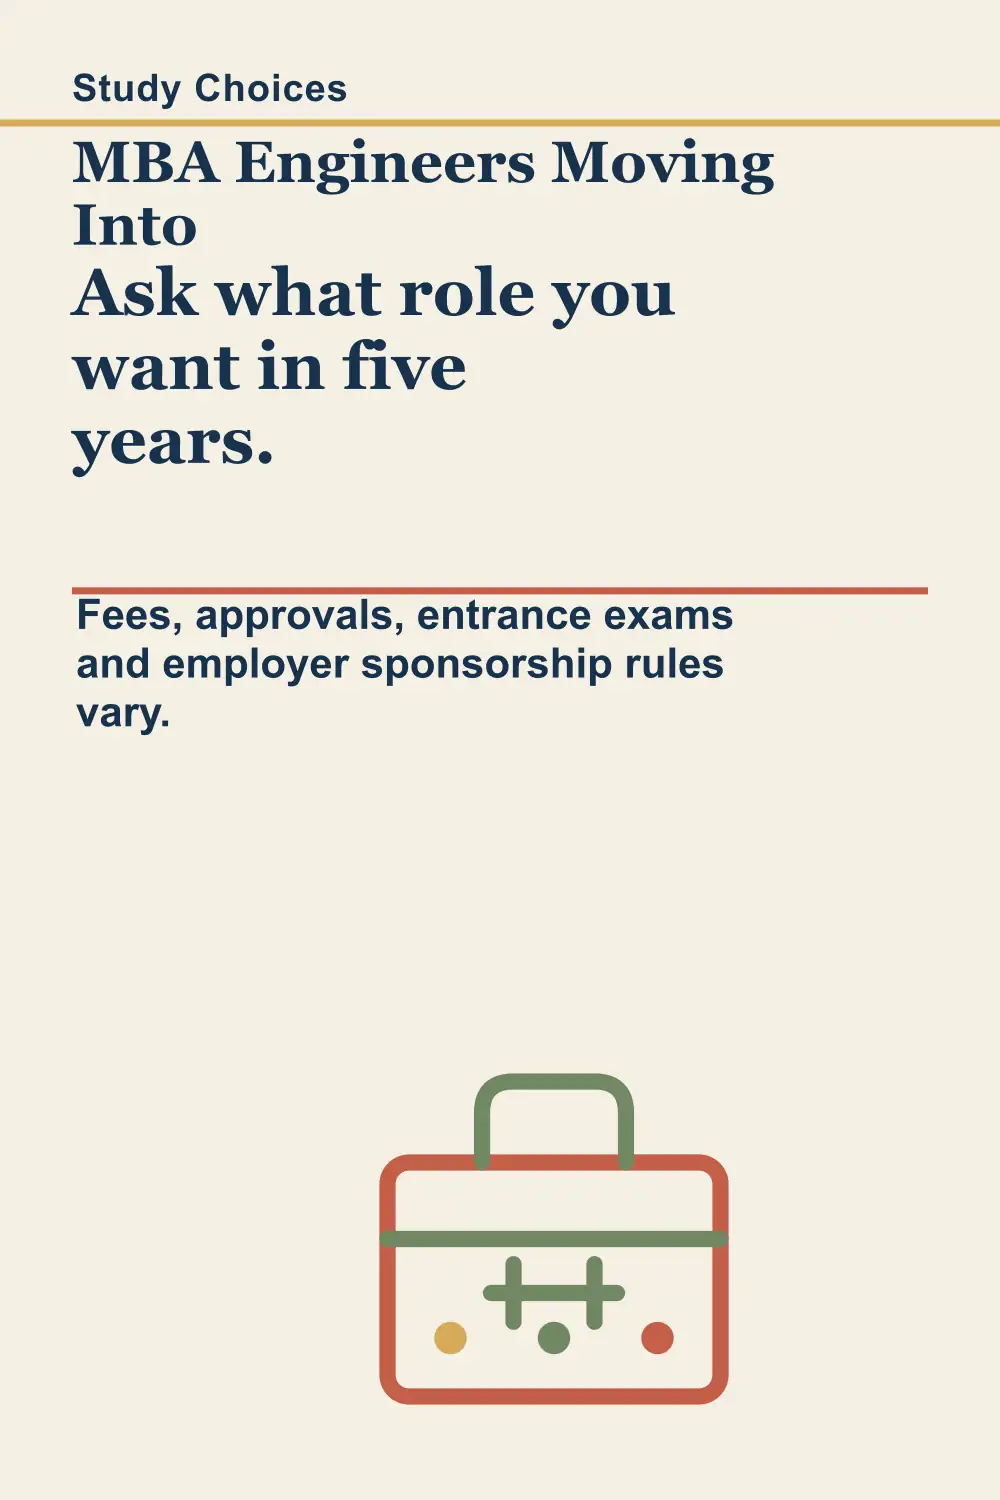 Study Choices
MBA Engineers Moving
Into
Ask what role you
want in five
years.
Fees, approvals, entrance exams
and employer sponsorship rules
vary.